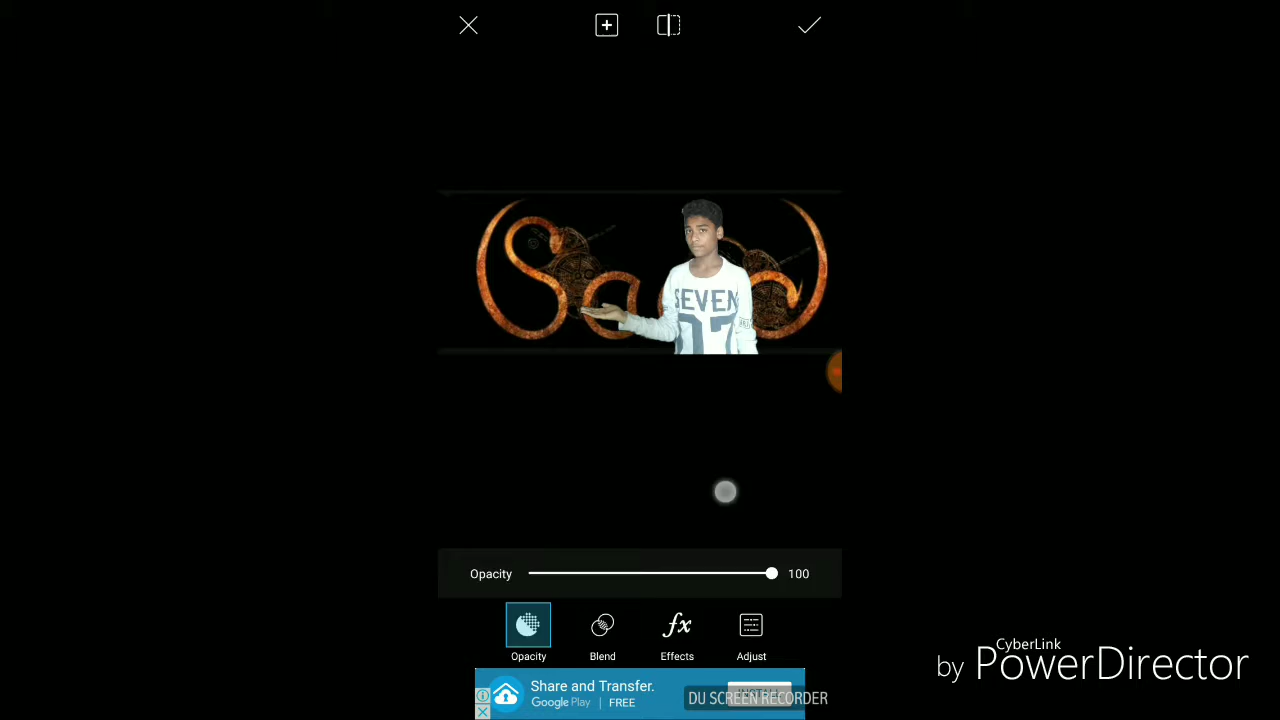 SEVEN
Opacity
100
Opacity
Blend
fx
Effects
Adjust
Share and Transfer.
Google Play | FREE
DU SCREEN RECORDER
CyberLink
by PowerDirector